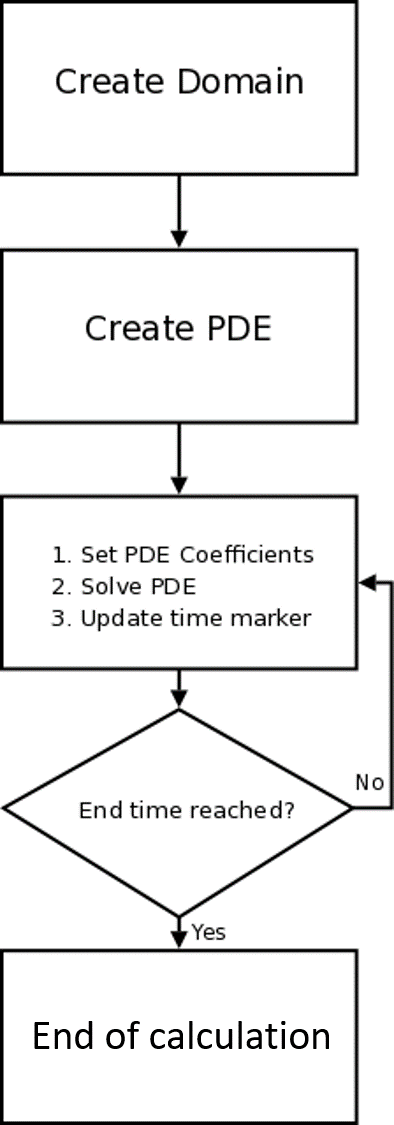 Create Domain
Create PDE
1. Set PDE Coefficients
2. Solve PDE
3. Update time marker
End time reached?
No
Yes
End of calculation